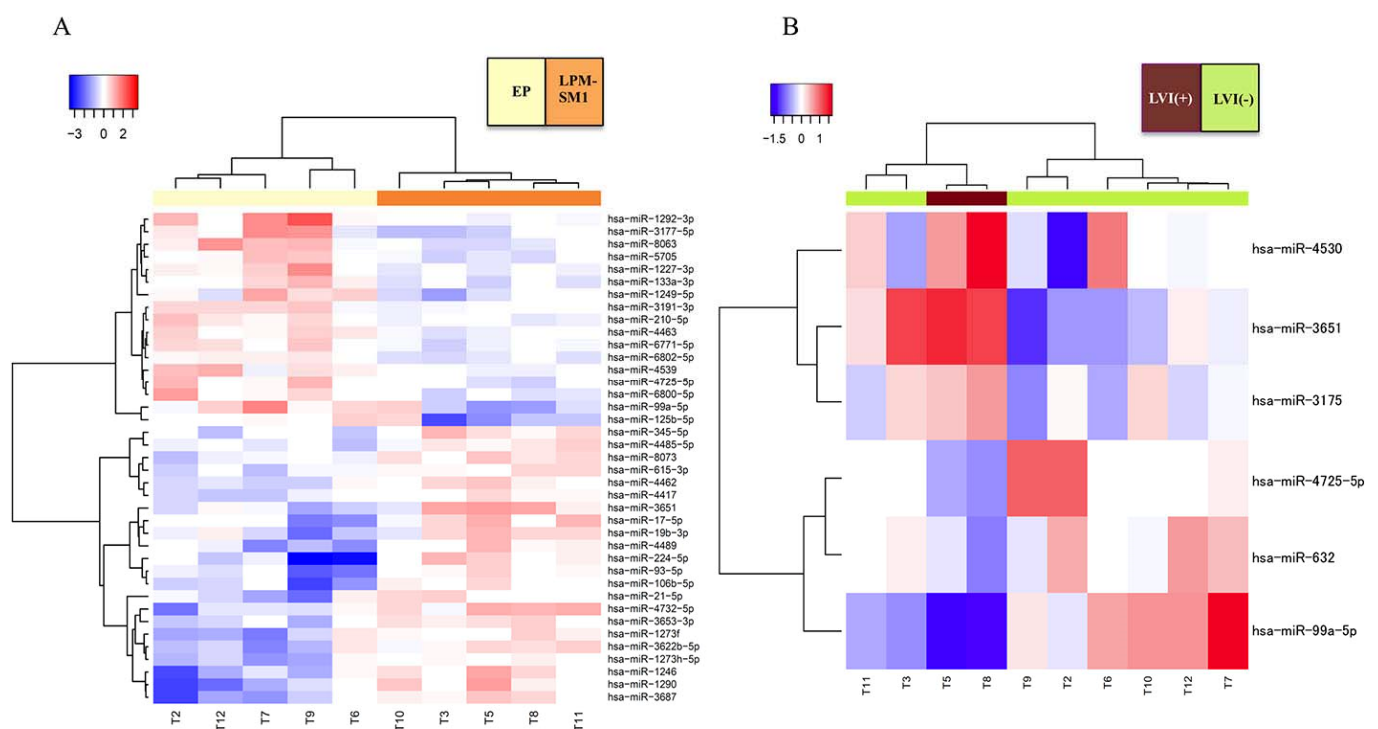 A
−3 0 2
EP
LPM-
SM1
hsa−miR−1292−3p
hsa−miR−3177−5p
hsa−miR−8063
hsa−miR−5705
hsa−miR−1227−3p
hsa−miR−133a−3p
hsa−miR−1249−5p
hsa−miR−3191−3p
hsa−miR−210−5p
hsa−miR−4463
hsa−miR−6771−5p
hsa−miR−6802−5p
hsa−miR−4539
hsa−miR−4725−5p
hsa−miR−6800−5p
hsa−miR−99a−5p
hsa−miR−125b−5p
hsa−miR−345−5p
hsa−miR−4485−5p
hsa−miR−8073
hsa−miR−615−3p
hsa−miR−4462
hsa−miR−4417
hsa−miR−3651
hsa−miR−17−5p
hsa−miR−19b−3p
hsa−miR−4489
hsa−miR−224−5p
hsa−miR−93−5p
hsa−miR−106b−5p
hsa−miR−21−5p
hsa−miR−4732−5p
hsa−miR−3653−3p
hsa−miR−1273f
hsa−miR−3622b−5p
hsa−miR−1273h−5p
hsa−miR−1246
hsa−miR−1290
hsa−miR−3687
T2 T12 T7 T9 T6 T10 T3 T5 T8 T11
B
−1.5 0 1
LVI(+) LVI(-)
hsa−miR−4530
hsa−miR−3651
hsa−miR−3175
hsa−miR−4725−5p
hsa−miR−632
hsa−miR−99a−5p
T11 T3 T5 T8 T9 T2 T6 T10 T12 T7